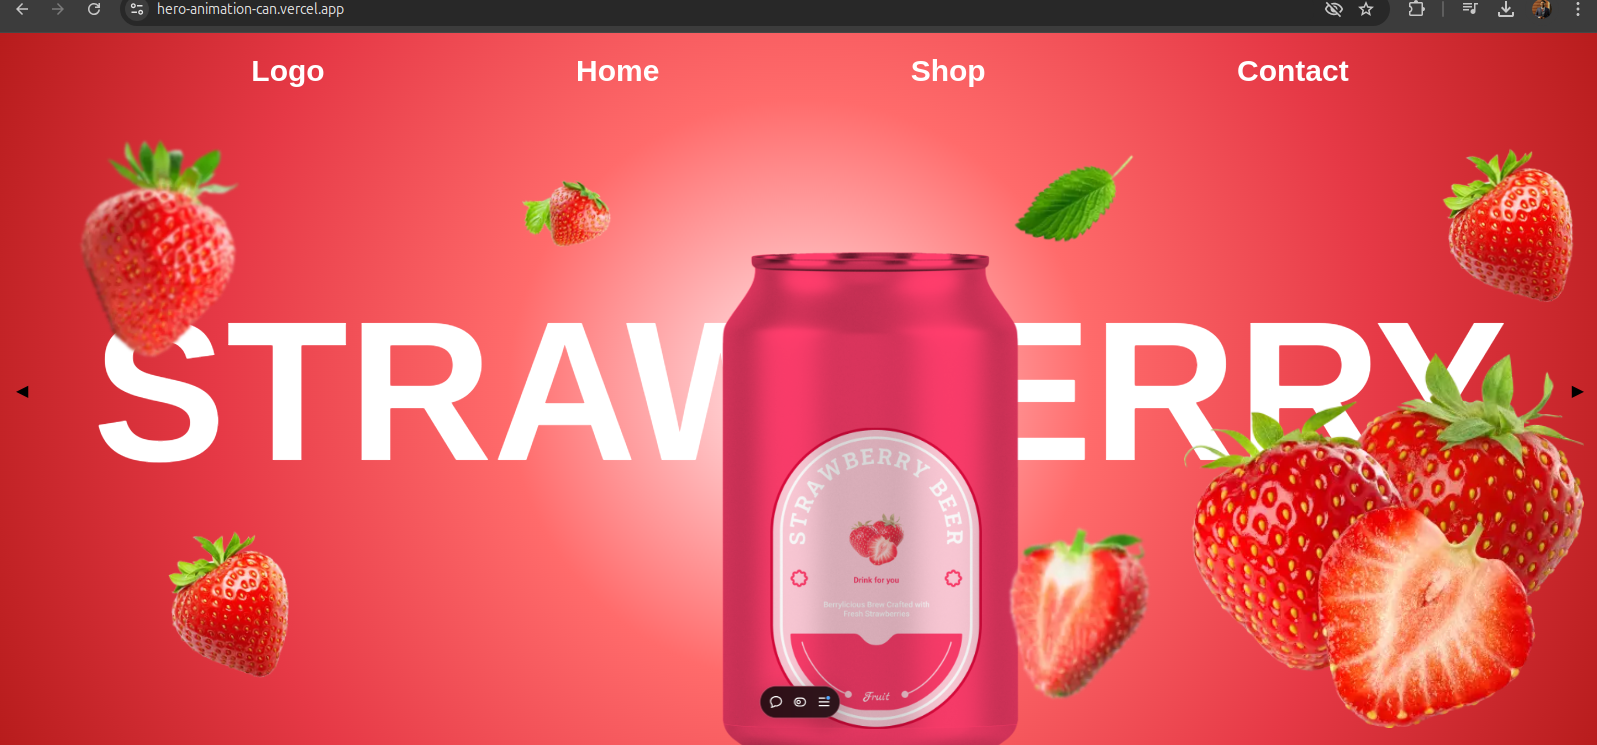 hero-animation-can.vercel.app
Logo Home Shop Contact
STRAW ERRY
STRAWBERRY BEER
Drink for you
Berrylicious Brew Crafted with
Fresh Strawberries
Fruit